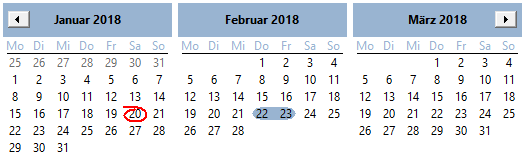 Januar 2018 Februar 2018 März 2018
Mo Di Mi Do Fr Sa So Mo Di Mi Do Fr Sa So Mo Di Mi Do Fr Sa So
25 26 27 28 29 30 31 1 2 3 4 1 2 3 4
1 2 3 4 5 6 7 5 6 7 8 9 10 11 5 6 7 8 9 10 11
8 9 10 11 12 13 14 12 13 14 15 16 17 18 12 13 14 15 16 17 18
15 16 17 18 19 20 21 19 20 21 22 23 24 25 19 20 21 22 23 24 25
22 23 24 25 26 27 28 26 27 28 26 27 28 29 30 31
29 30 31